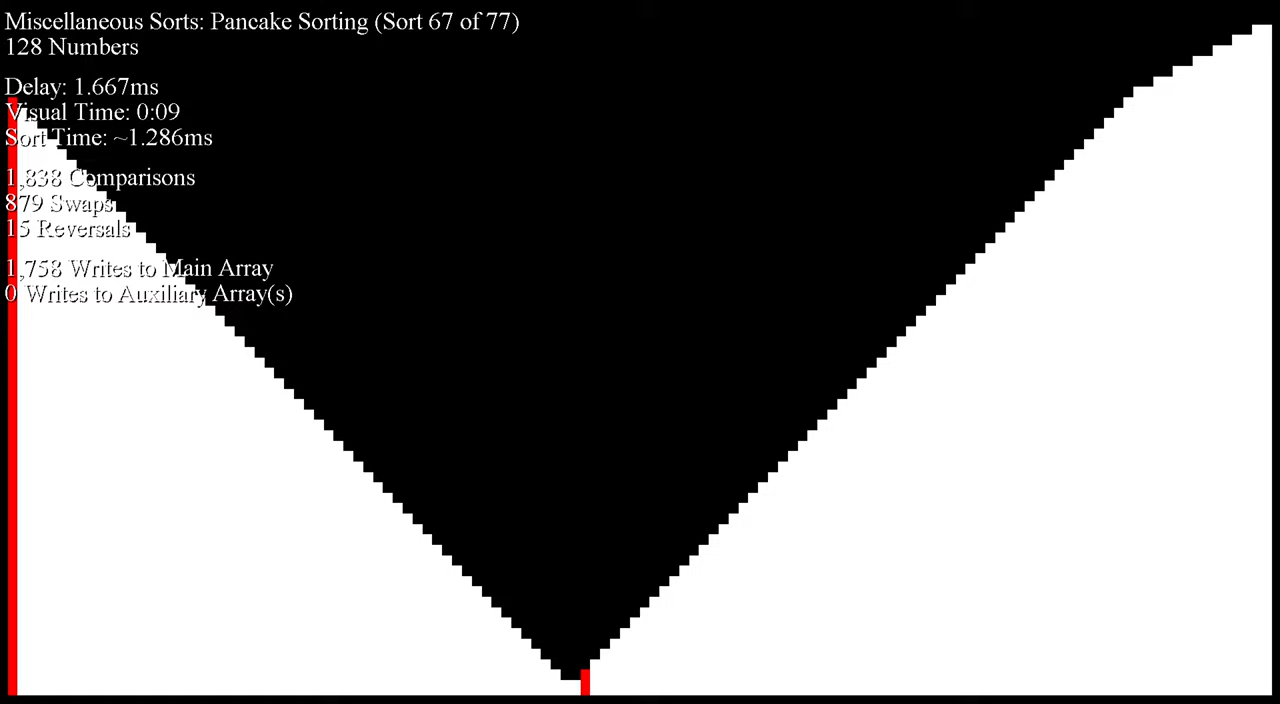 Miscellaneous Sorts: Pancake Sorting (Sort 67 of 77)
128 Numbers
Delay: 1.667ms
Visual Time: 0:09
Sort Time: ~1.286ms
1,838 Comparisons
879 Swaps
15 Reversals
1,758 Writes to Main Array
0 Writes to Auxiliary Array(s)